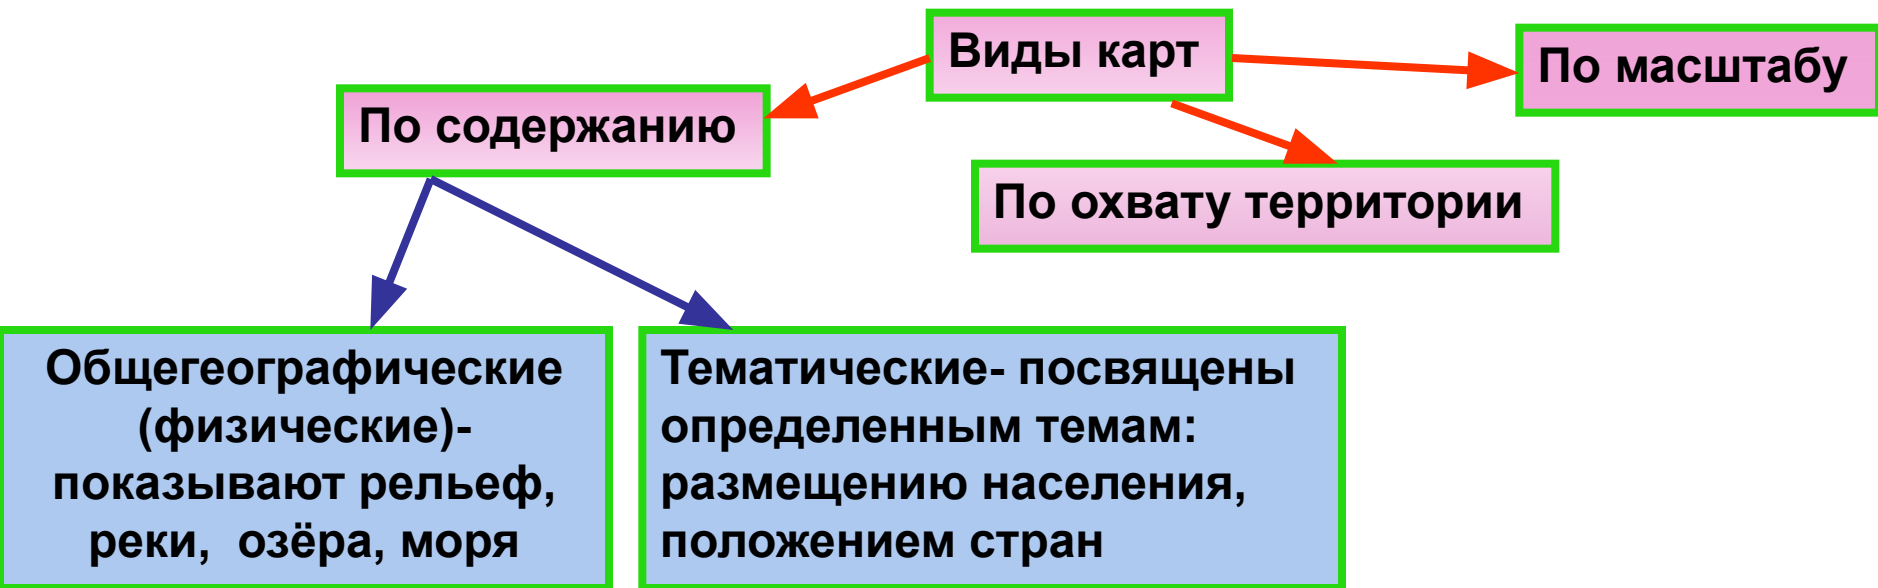 Виды карт
По масштабу
По содержанию
По охвату территории
Общегеографические
(физические)-
показывают рельеф,
реки, озёра, моря
Тематические- посвящены
определенным темам:
размещению населения,
положением стран